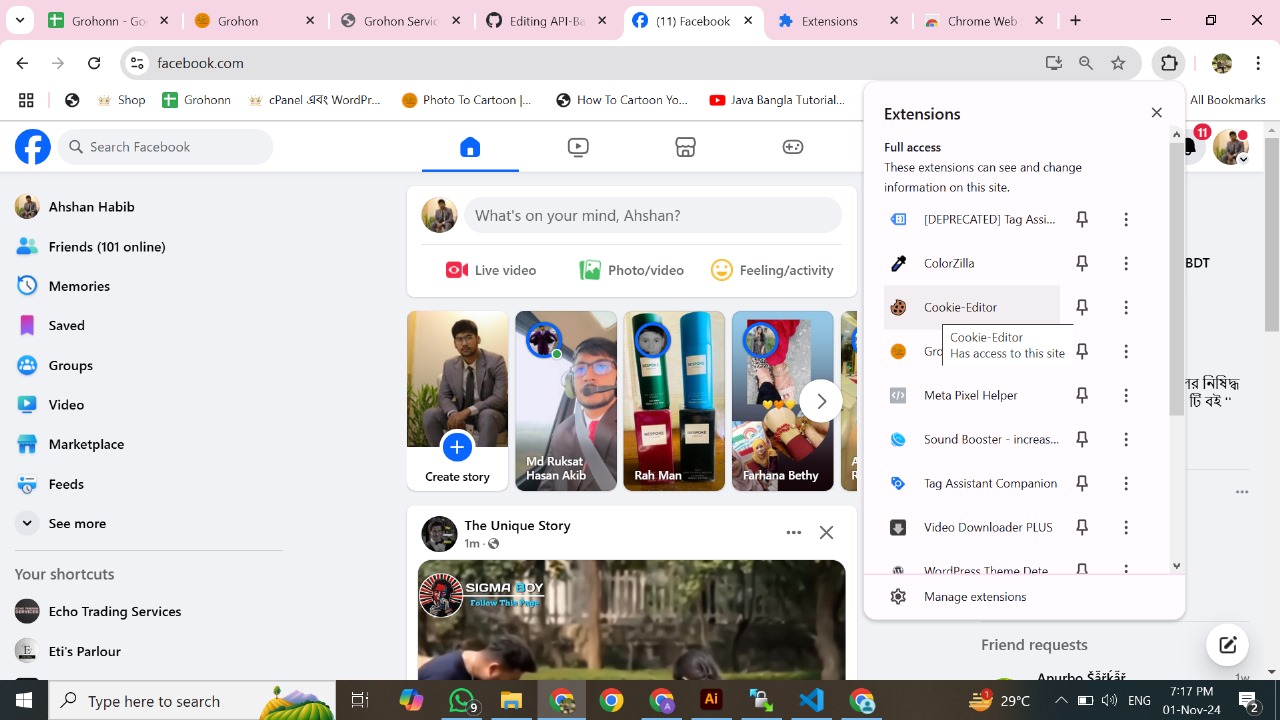 Grohonn - Go
Grohon
Grohon Servic
Editing API-Ba
(11) Facebook
Extensions
Chrome Web
facebook.com
Shop
Grohonn
cPanel এবং WordPr...
Photo To Cartoon |...
How To Cartoon Yo...
Java Bangla Tutorial...
All Bookmarks
Search Facebook
11
Ahshan Habib
Friends (101 online)
Memories
Saved
Groups
Video
Marketplace
Feeds
See more
Your shortcuts
Echo Trading Services
Eti's Parlour
What's on your mind, Ahshan?
Live video
Photo/video
Feeling/activity
Create story
Md Ruksat
Hasan Akib
BESPOKE
BESPOKE
BESPOKE
BESPOKE
Rah Man
Farhana Bethy
A
R
The Unique Story
1m
SIGMA BOY
Follow This Page
Extensions
Full access
These extensions can see and change
information on this site.
[DEPRECATED] Tag Assi...
ColorZilla
Cookie-Editor
Cookie-Editor
Has access to this site
Gro
Meta Pixel Helper
Sound Booster - increas...
Tag Assistant Companion
Video Downloader PLUS
WordPress Theme Dete
Manage extensions
BDT
নিষিদ্ধ
টি বই "
Friend requests
1w
Type here to search
9
Ai
1
29°C
ENG
7:17 PM
01-Nov-24
2